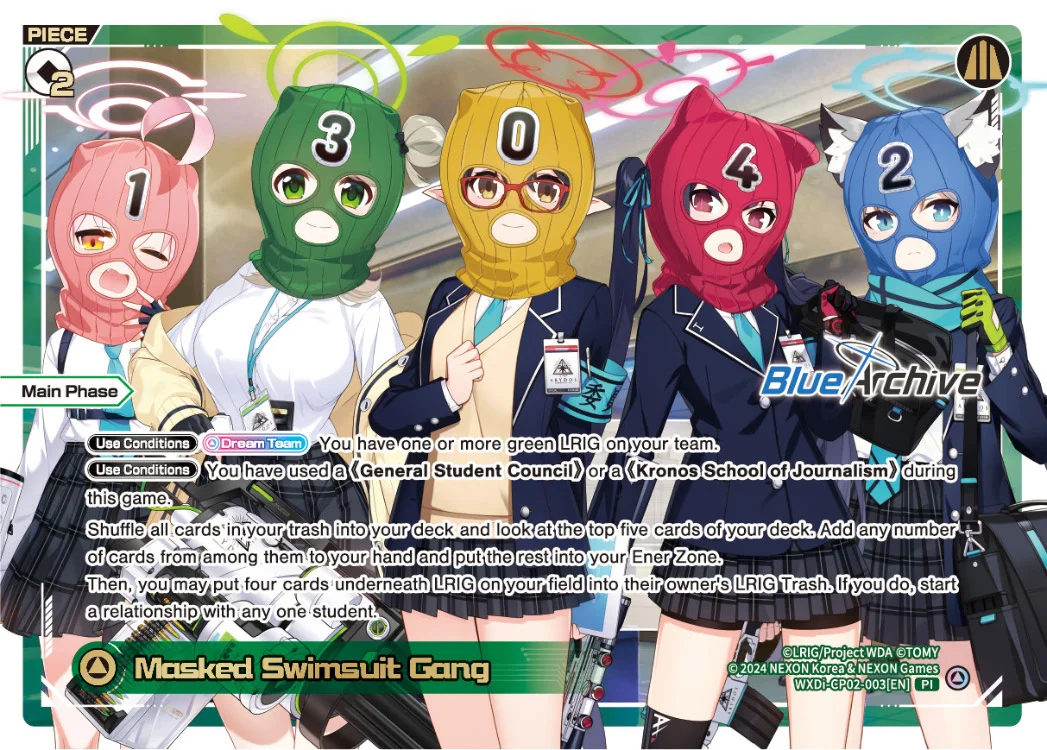 PIECE
2
1
3
0
4
2
ABYDOS
委
Main Phase
Blue Archive
Use Conditions Dream Team You have one or more green LRIG on your team.
Use Conditions You have used a 《General Student Council》 or a 《Kronos School of Journalism》 during
this game.
Shuffle all cards in your trash into your deck and look at the top five cards of your deck. Add any number
of cards from among them to your hand and put the rest into your Ener Zone.
Then, you may put four cards underneath LRIG on your field into their owner's LRIG Trash. If you do, start
a relationship with any one student.
Masked Swimsuit Gang
©LRIG/Project WDA ©TOMY
©2024 NEXON Korea & NEXON Games
WXDi-CP02-003[EN] PI